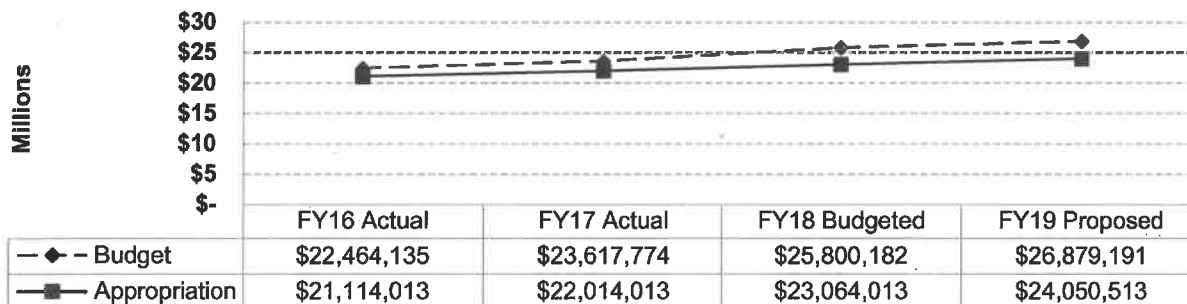 Millions
$30
$25
$20
$15
$10
$5
$-
FY16 Actual FY17 Actual FY18 Budgeted FY19 Proposed
Budget $22,464,135 $23,617,774 $25,800,182 $26,879,191
Appropriation $21,114,013 $22,014,013 $23,064,013 $24,050,513